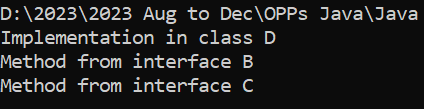 D:\2023\2023 Aug to Dec\OPPs Java\Java
Implementation in class D
Method from interface B
Method from interface C